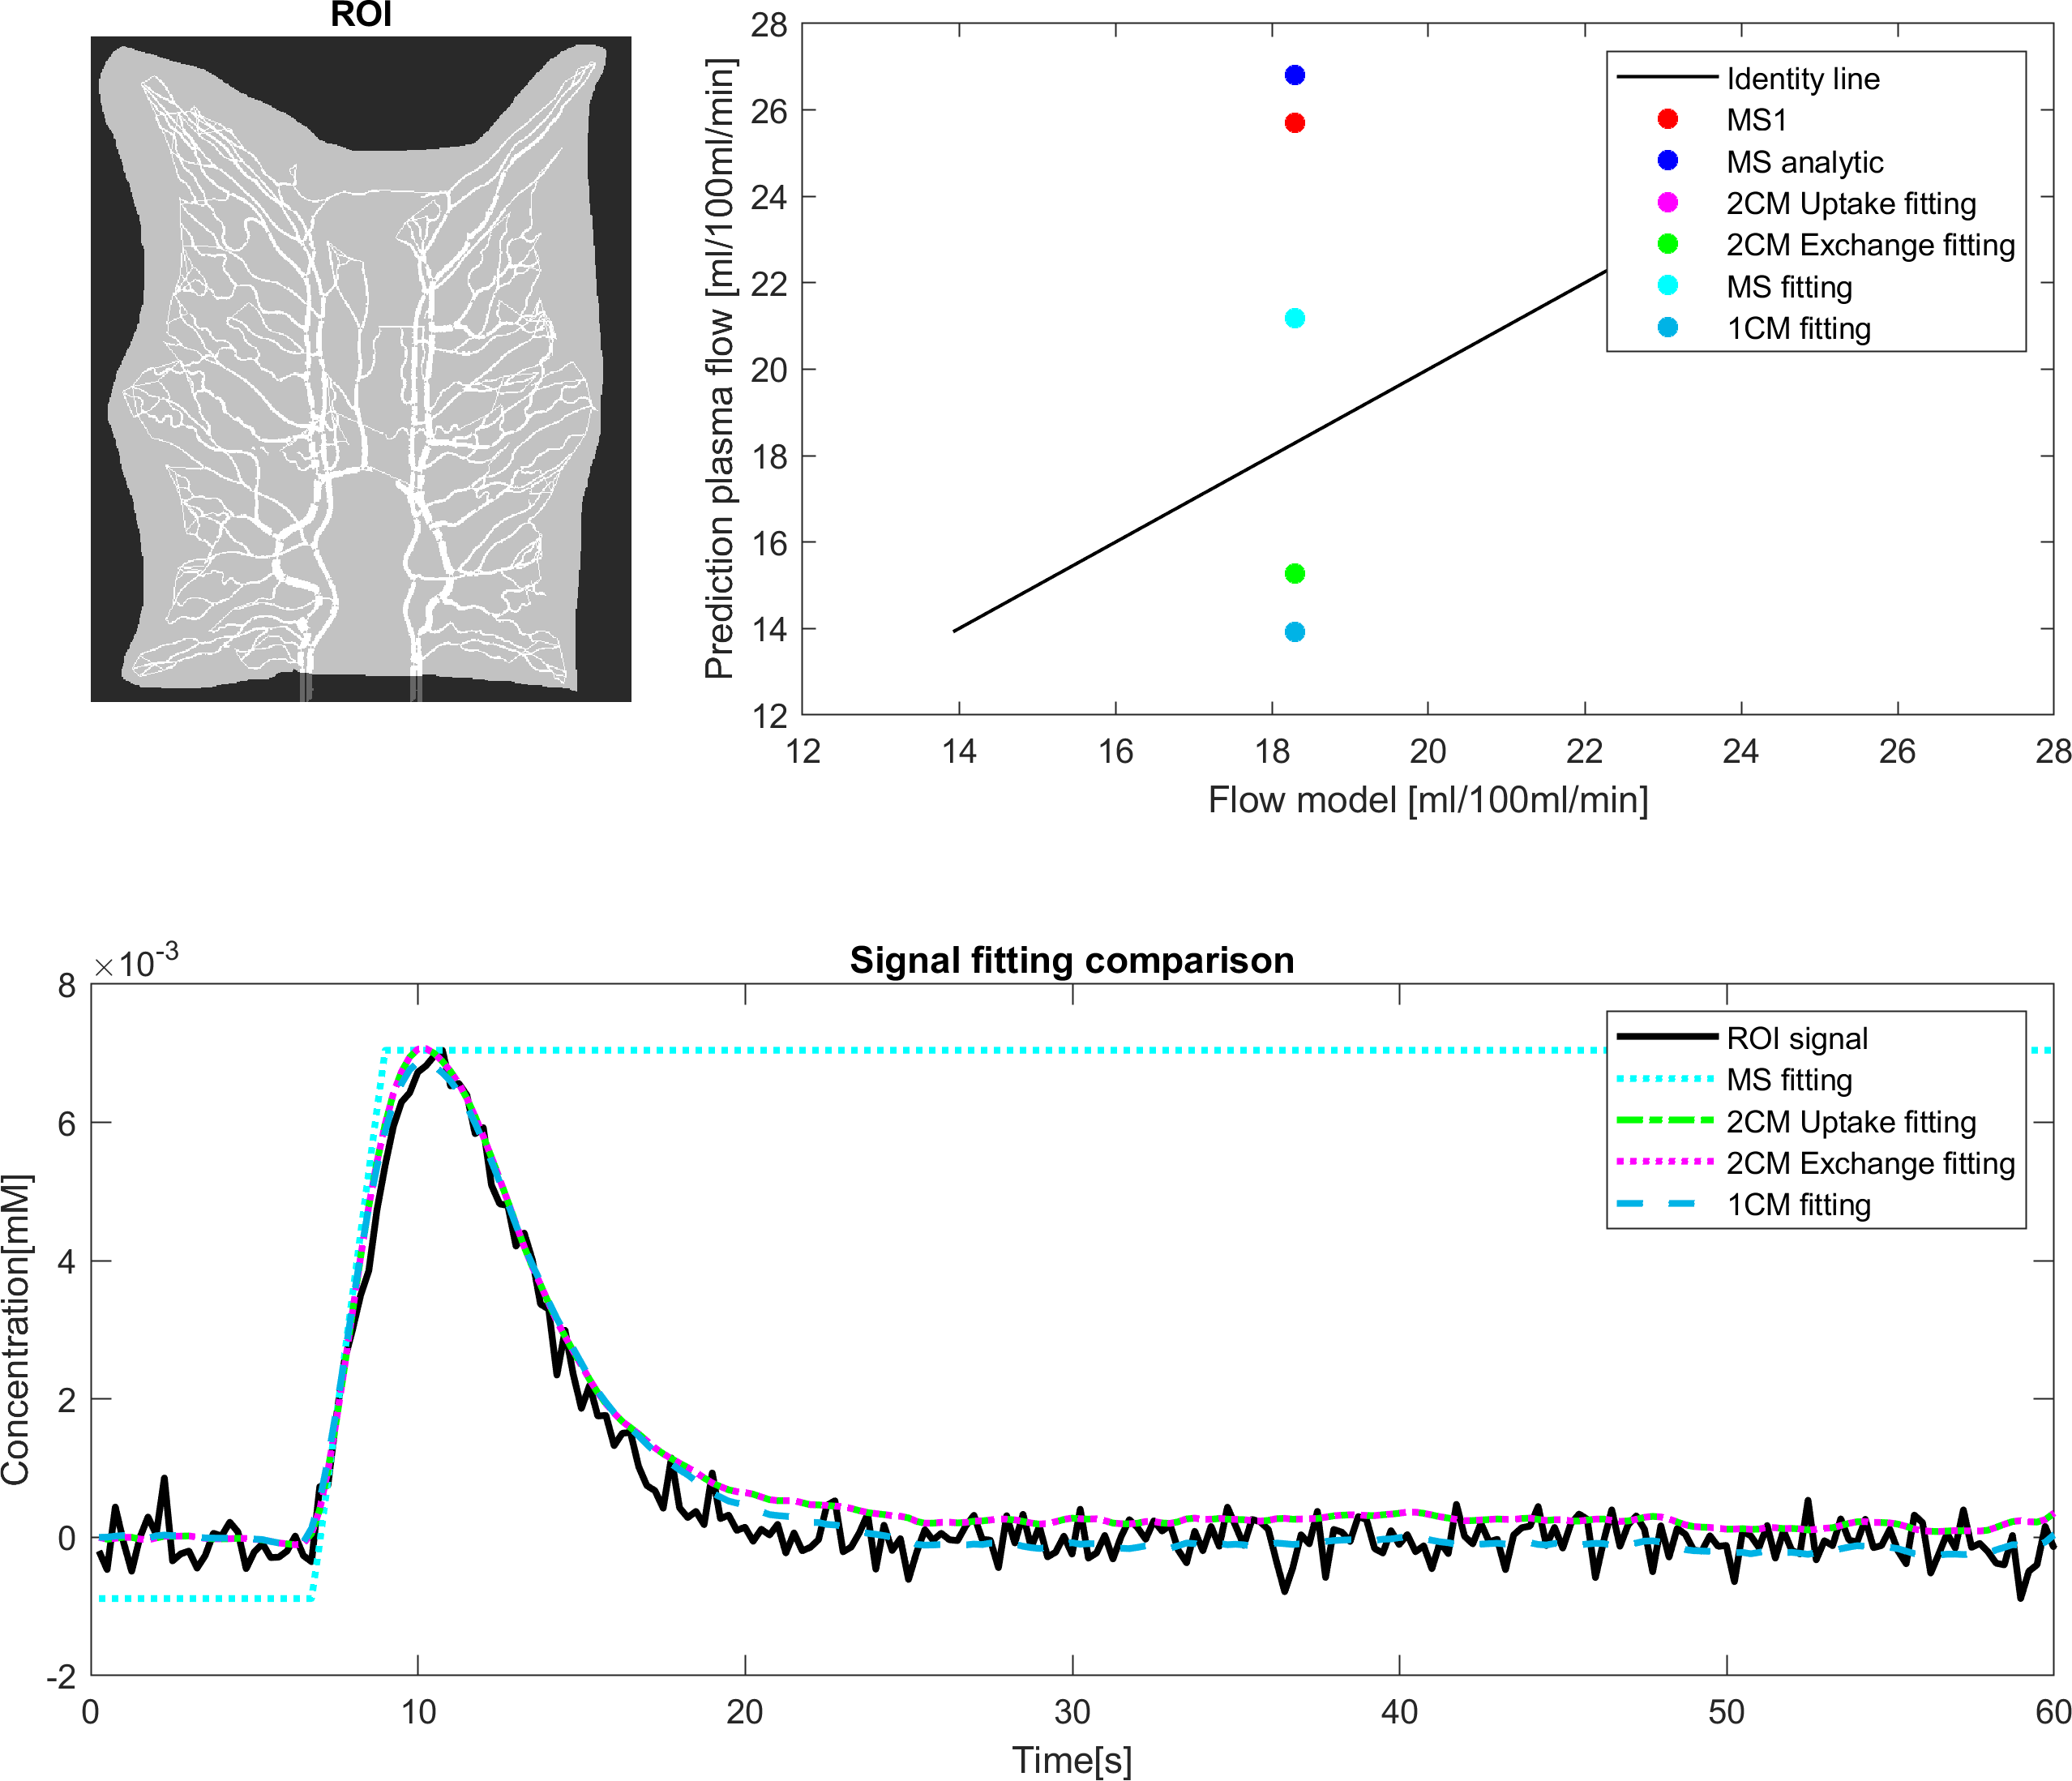 ROI
28
26
24
22
20
18
16
14
12
Prediction plasma flow [ml/100ml/min]
12 14 16 18 20 22 24 26 28
Flow model [ml/100ml/min]
Identity line
MS1
MS analytic
2CM Uptake fitting
2CM Exchange fitting
MS fitting
1CM fitting
Signal fitting comparison
×10-3
8
6
4
2
0
-2
Concentration[mM]
0 10 20 30 40 50 60
Time[s]
ROI signal
MS fitting
2CM Uptake fitting
2CM Exchange fitting
1CM fitting